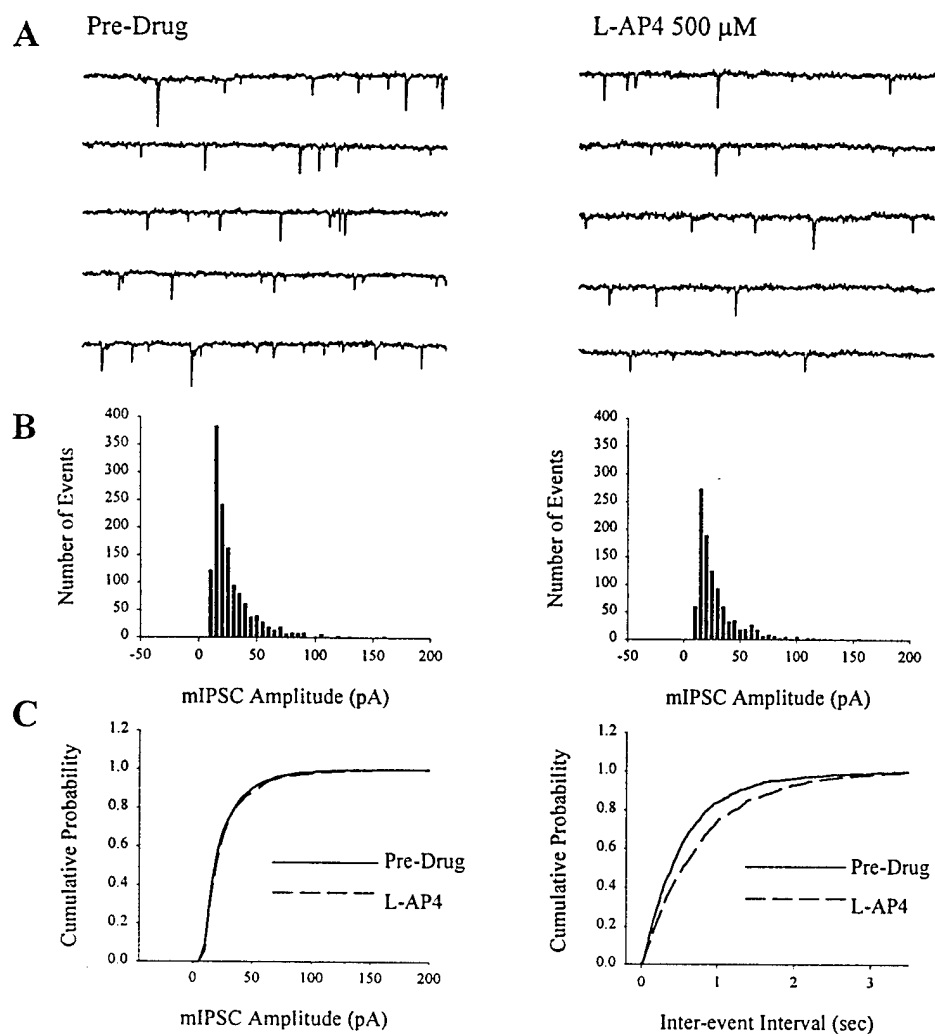 A
Pre-Drug
L-AP4 500 μM
B
Number of Events
400
350
300
250
200
150
100
50
0
-50 0 50 100 150 200
mIPSC Amplitude (pA)
Number of Events
400
350
300
250
200
150
100
50
0
-50 0 50 100 150 200
mIPSC Amplitude (pA)
C
Cumulative Probability
1.2
1.0
0.8
0.6
0.4
0.2
0.0
Pre-Drug
L-AP4
0 50 100 150 200
mIPSC Amplitude (pA)
Cumulative Probability
1.2
1.0
0.8
0.6
0.4
0.2
0.0
Pre-Drug
L-AP4
0 1 2 3
Inter-event Interval (sec)